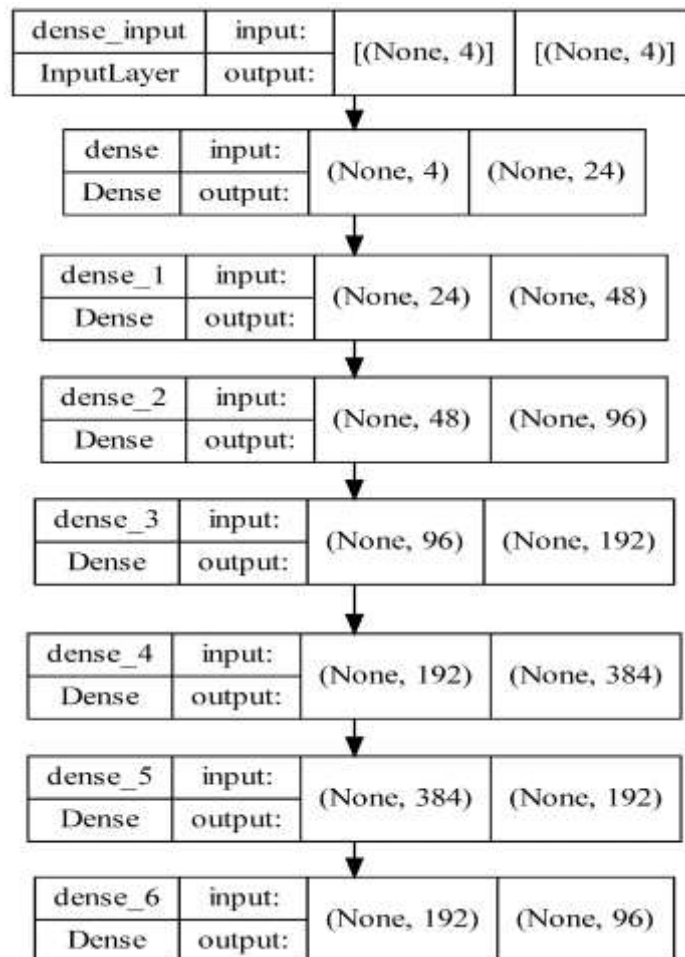 dense_input input: [(None, 4)] [(None, 4)]
InputLayer output:
dense input: (None, 4) (None, 24)
Dense output:
dense_1 input: (None, 24) (None, 48)
Dense output:
dense_2 input: (None, 48) (None, 96)
Dense output:
dense_3 input: (None, 96) (None, 192)
Dense output:
dense_4 input: (None, 192) (None, 384)
Dense output:
dense_5 input: (None, 384) (None, 192)
Dense output:
dense_6 input: (None, 192) (None, 96)
Dense output: